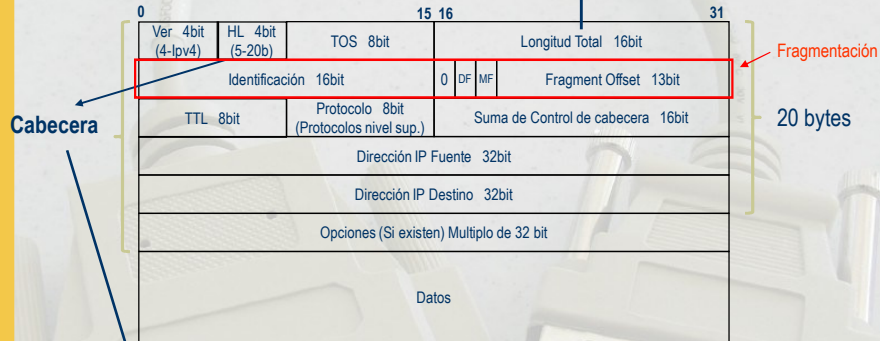 0 15 16 31
Ver 4bit HL 4bit TOS 8bit Longitud Total 16bit
(4-Ipv4) (5-20b)
Fragmentación
Identificación 16bit 0 DF MF Fragment Offset 13bit
TTL 8bit Protocolo 8bit Suma de Control de cabecera 16bit
(Protocolos nivel sup.)
Cabecera
20 bytes
Dirección IP Fuente 32bit
Dirección IP Destino 32bit
Opciones (Si existen) Multiplo de 32 bit
Datos